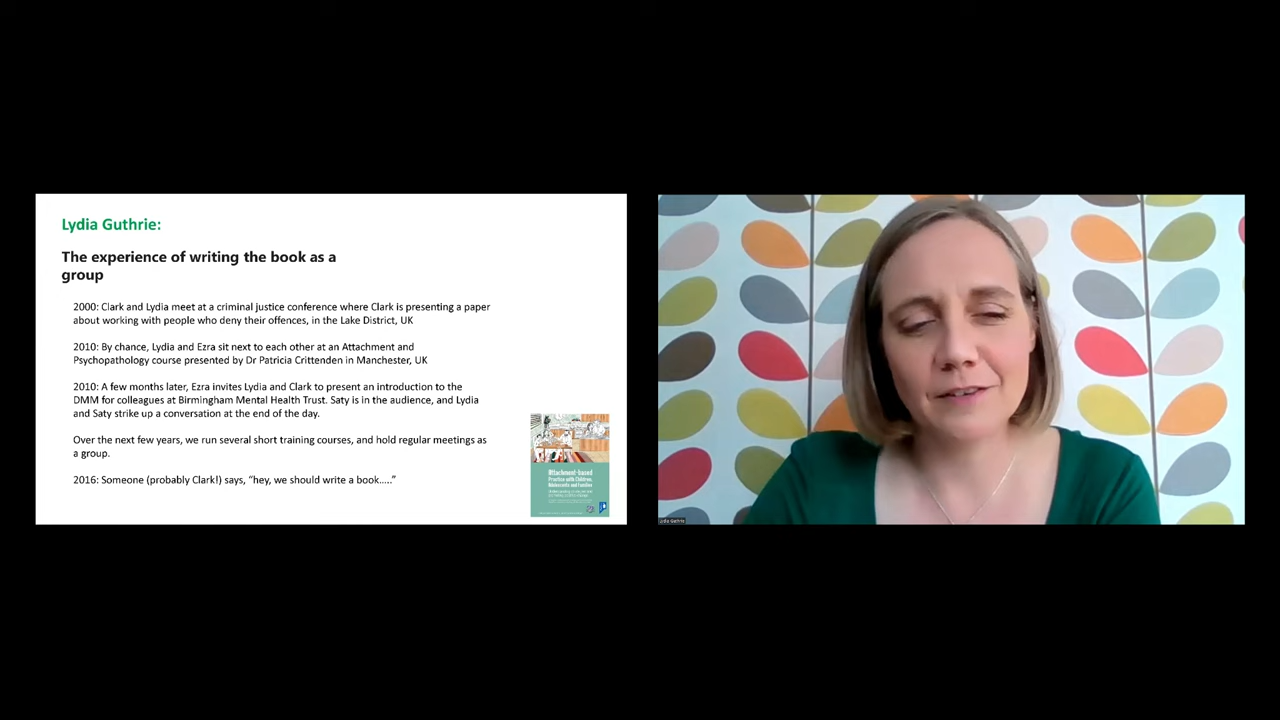 Lydia Guthrie:
The experience of writing the book as a
group
2000: Clark and Lydia meet at a criminal justice conference where Clark is presenting a paper
about working with people who deny their offences, in the Lake District, UK
2010: By chance, Lydia and Ezra sit next to each other at an Attachment and
Psychopathology course presented by Dr Patricia Crittenden in Manchester, UK
2010: A few months later, Ezra invites Lydia and Clark to present an introduction to the
DMM for colleagues at Birmingham Mental Health Trust. Saty is in the audience, and Lydia
and Saty strike up a conversation at the end of the day.
Over the next few years, we run several short training courses, and hold regular meetings as
a group.
2016: Someone (probably Clark!) says, “hey, we should write a book.....”
Attachment-based
Practice with Children,
Adolescents and Families
Lydia Guthrie